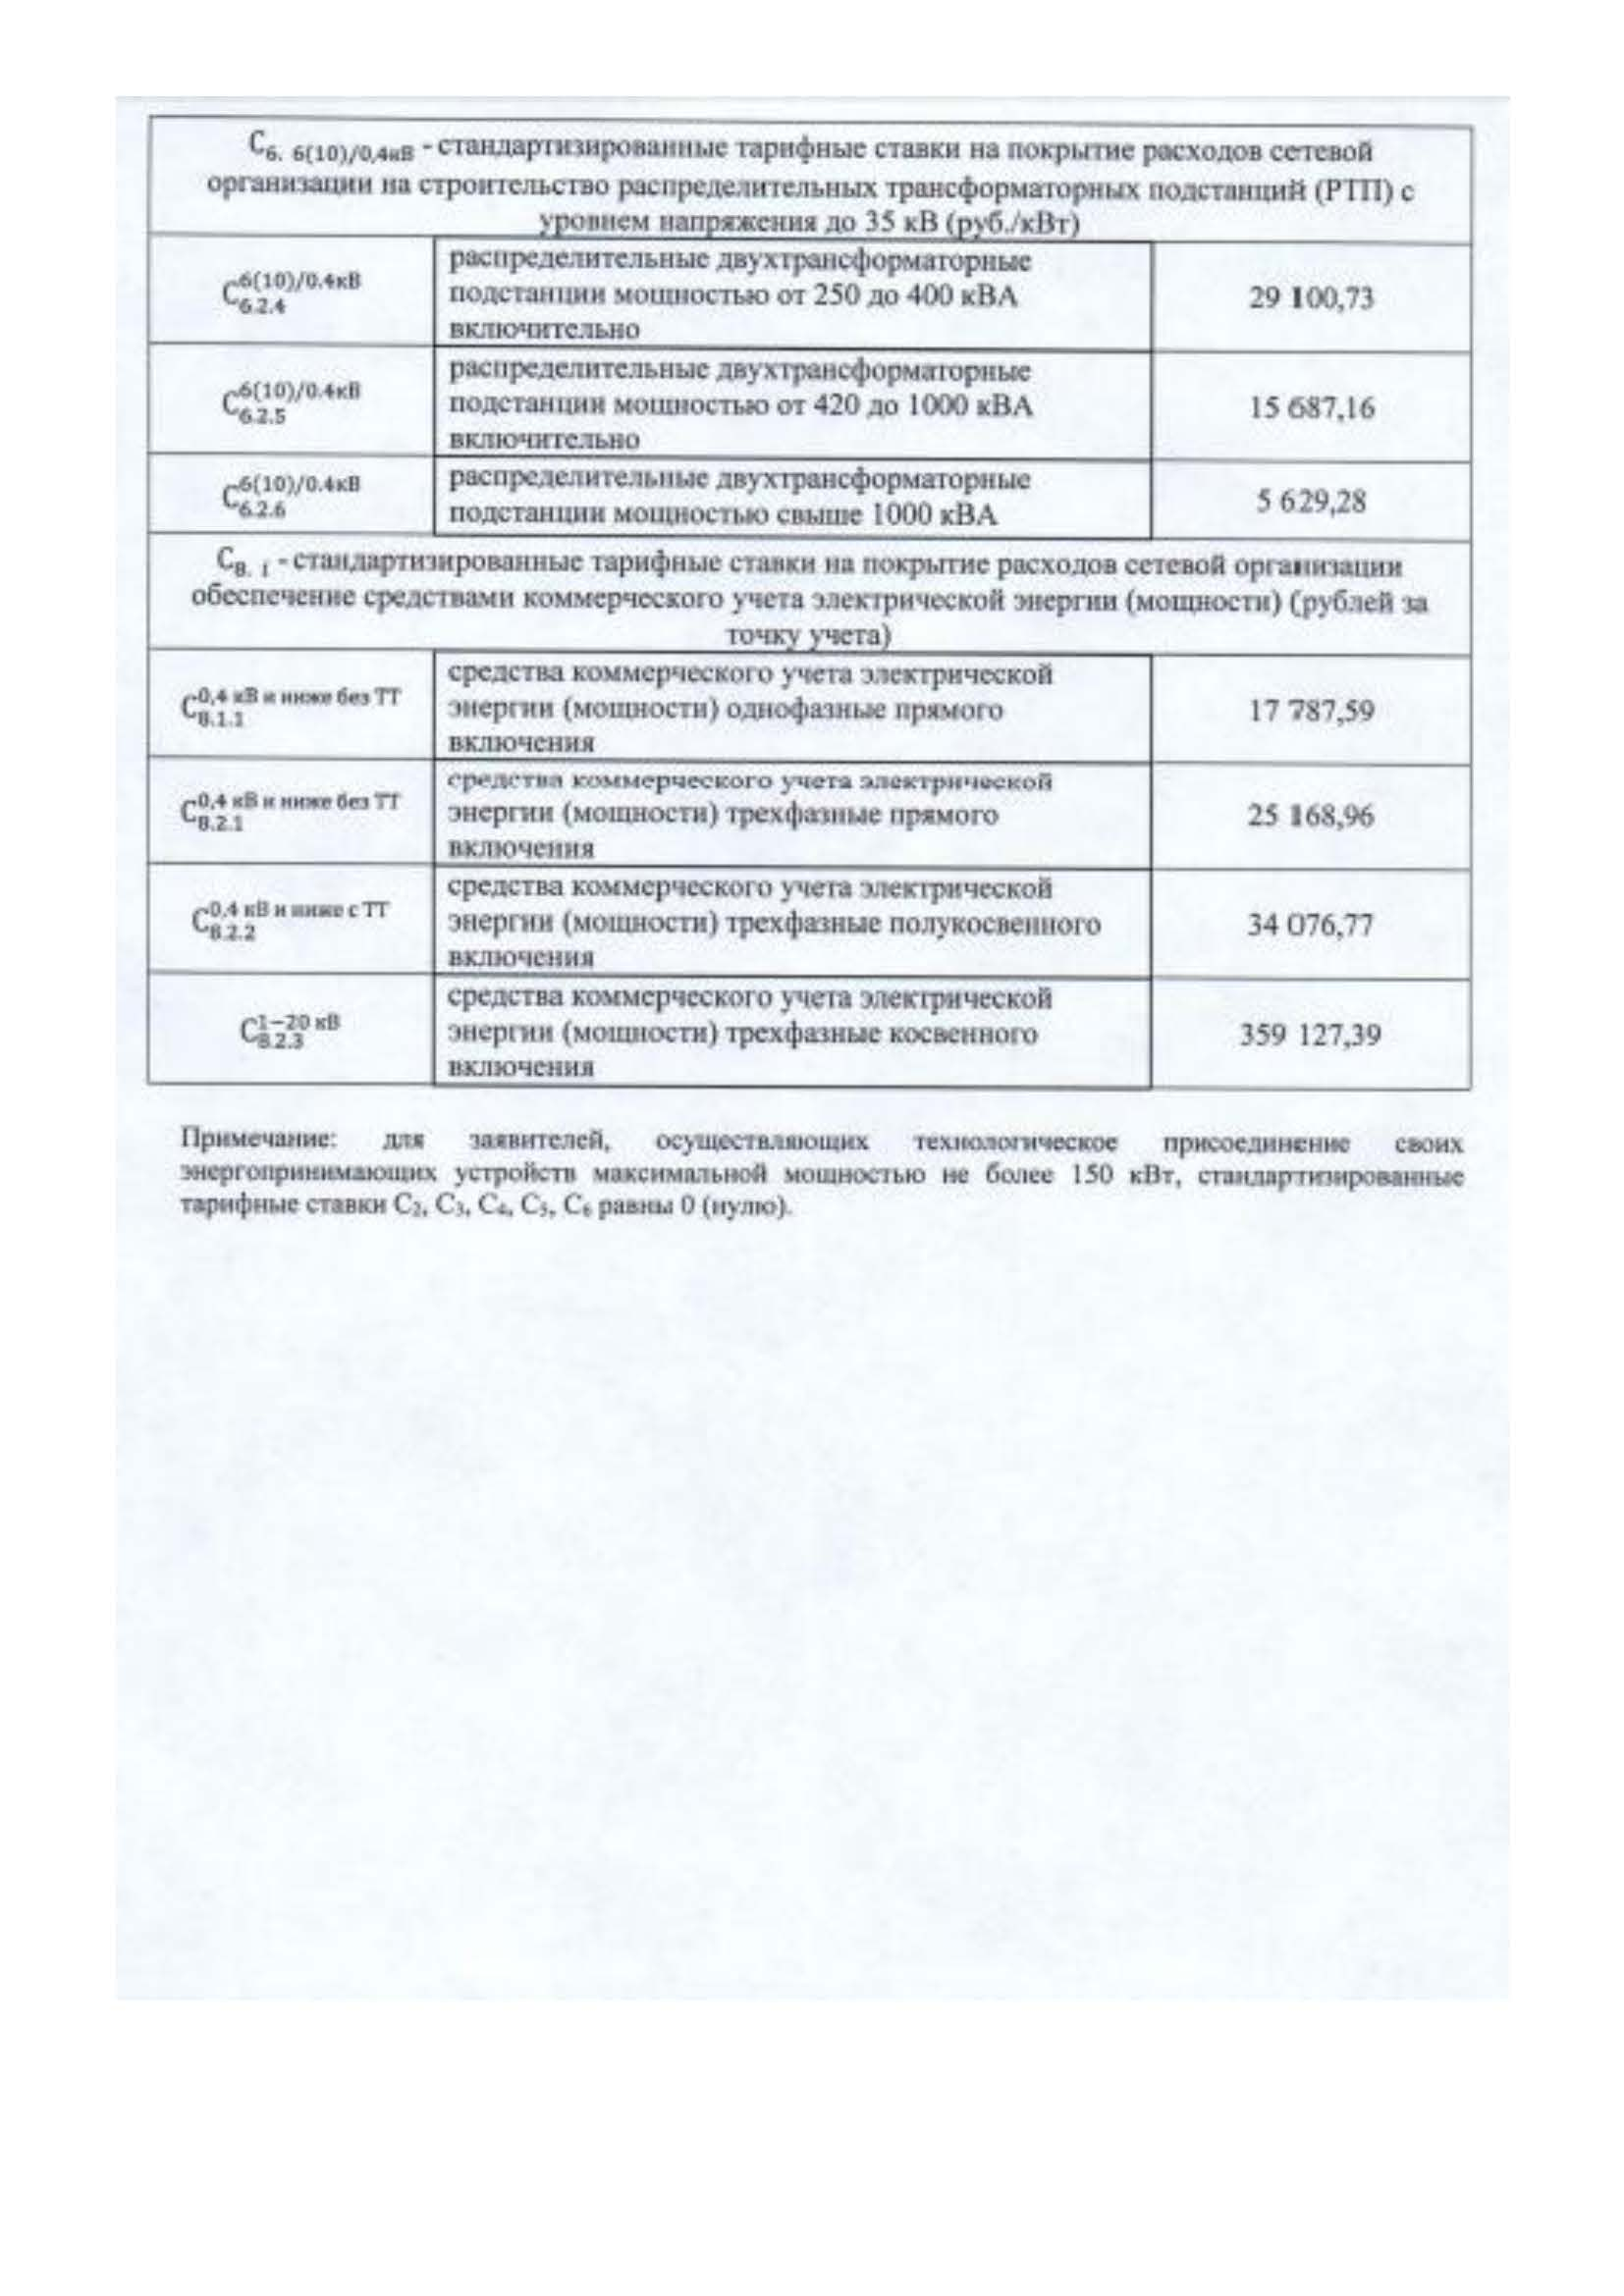 С6. 6(10)/0,4кВ - стандартизированные тарифные ставки на покрытие расходов сетевой
организации на строительство распределительных трансформаторных подстанций (РТП) с
уровнем напряжения до 35 кВ (руб./кВт)
С6(10)/0.4кВ 6.2.4
распределительные двухтрансформаторные
подстанции мощностью от 250 до 400 кВА
включительно
29 100,73
С6(10)/0.4кВ 6.2.5
распределительные двухтрансформаторные
подстанции мощностью от 420 до 1000 кВА
включительно
15 687,16
С6(10)/0.4кВ 6.2.6
распределительные двухтрансформаторные
подстанции мощностью свыше 1000 кВА
5 629,28
С8. i - стандартизированные тарифные ставки на покрытие расходов сетевой организации
обеспечение средствами коммерческого учета электрической энергии (мощности) (рублей за
точку учета)
С0,4 кВ и ниже без ТТ 8.1.1
средства коммерческого учета электрической
энергии (мощности) однофазные прямого
включения
17 787,59
С0,4 кВ и ниже без ТТ 8.2.1
средства коммерческого учета электрической
энергии (мощности) трехфазные прямого
включения
25 168,96
С0,4 кВ и ниже с ТТ 8.2.2
средства коммерческого учета электрической
энергии (мощности) трехфазные полукосвенного
включения
34 076,77
С1−20 кВ 8.2.3
средства коммерческого учета электрической
энергии (мощности) трехфазные косвенного
включения
359 127,39
Примечание: для заявителей, осуществляющих технологическое присоединение своих
энергопринимающих устройств максимальной мощностью не более 150 кВт, стандартизированные
тарифные ставки С2, С3, С4, С5, С6 равны 0 (нулю).